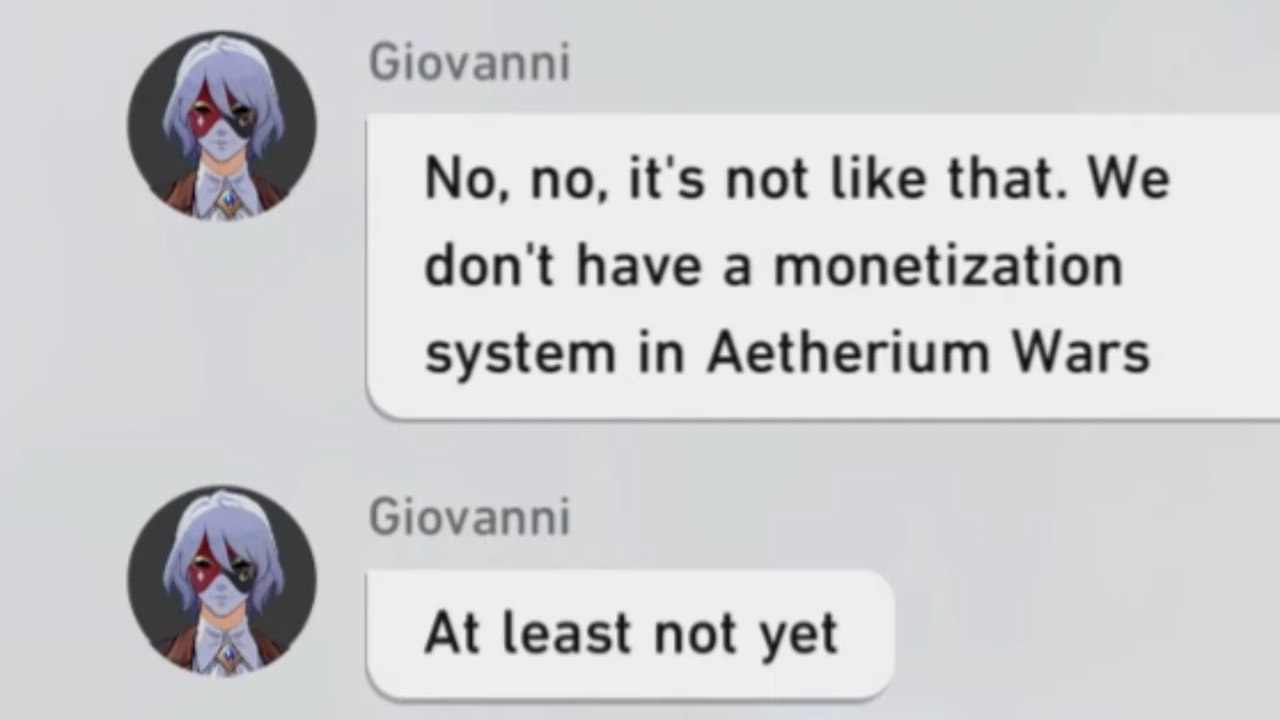 Giovanni
No, no, it's not like that. We
don't have a monetization
system in Aetherium Wars
Giovanni
At least not yet